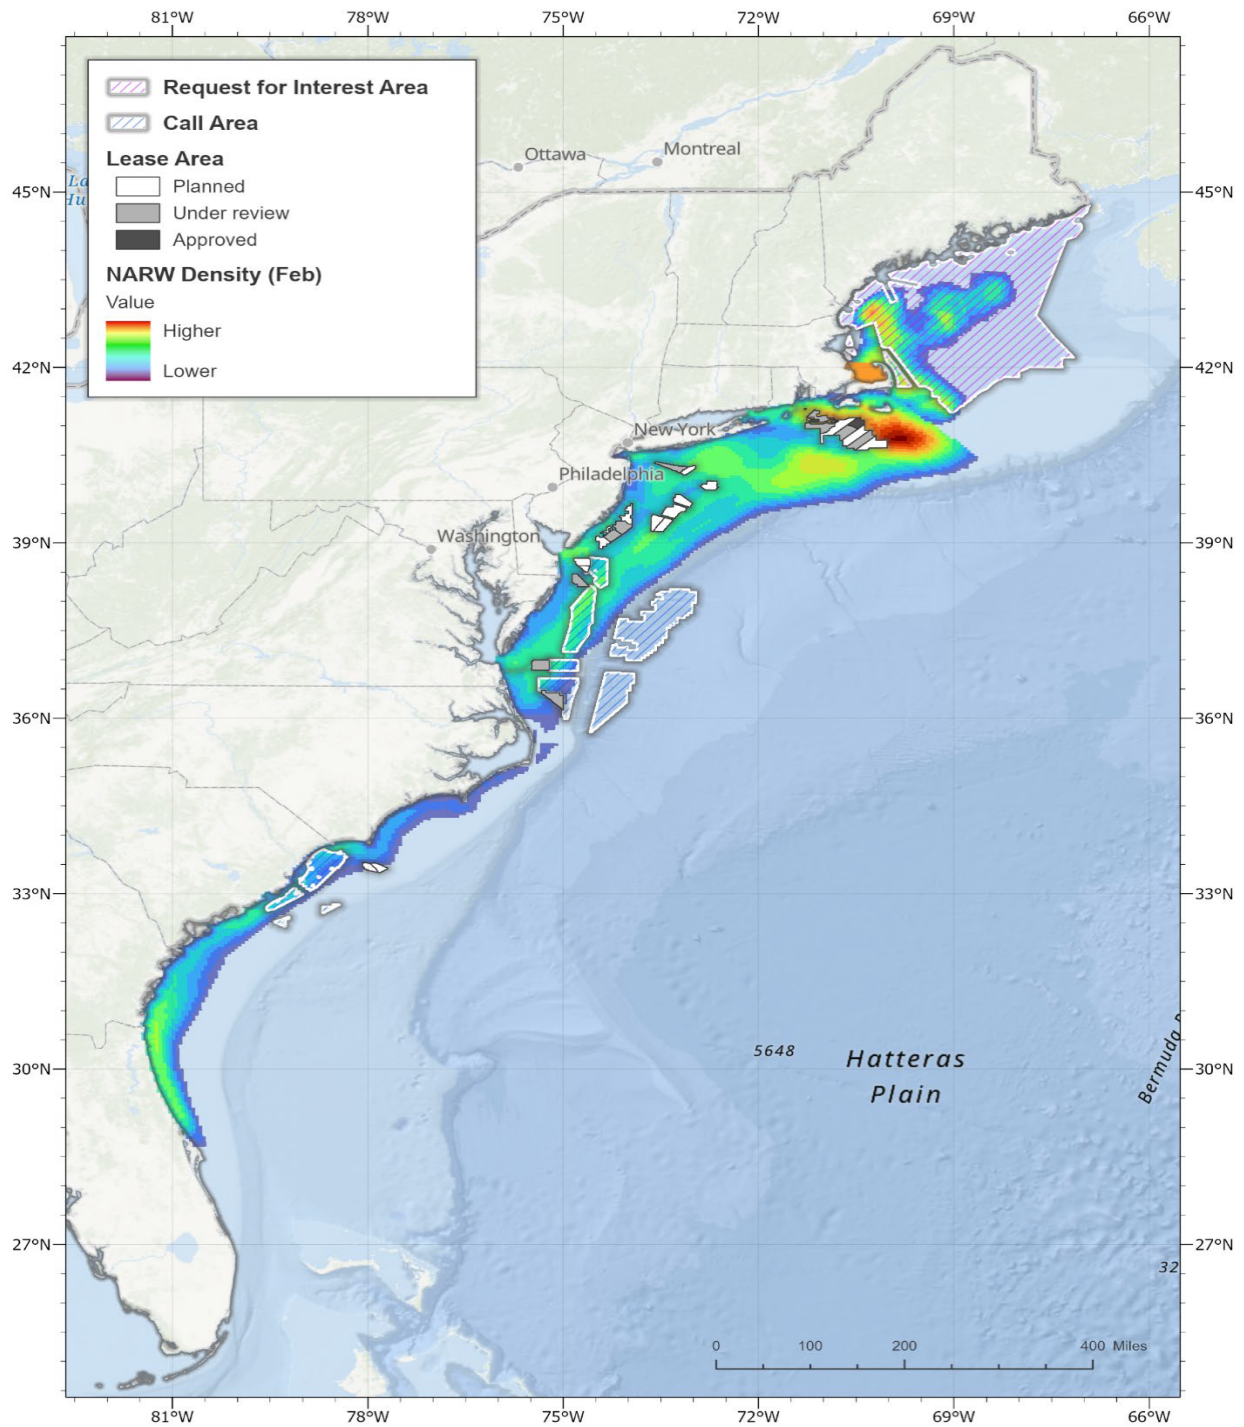 81°W 78°W 75°W 72°W 69°W 66°W
Request for Interest Area
Call Area
Lease Area
Planned
Under review
Approved
NARW Density (Feb)
Value
Higher
Lower
Ottawa
Montreal
45°N
La
Hu
45°N
42°N
42°N
New York
Philadelphia
Washington
39°N
39°N
36°N
36°N
33°N
33°N
5648
Hatteras
Plain
Bermuda
30°N
30°N
27°N
27°N
32
0 100 200 400 Miles
81°W 78°W 75°W 72°W 69°W 66°W